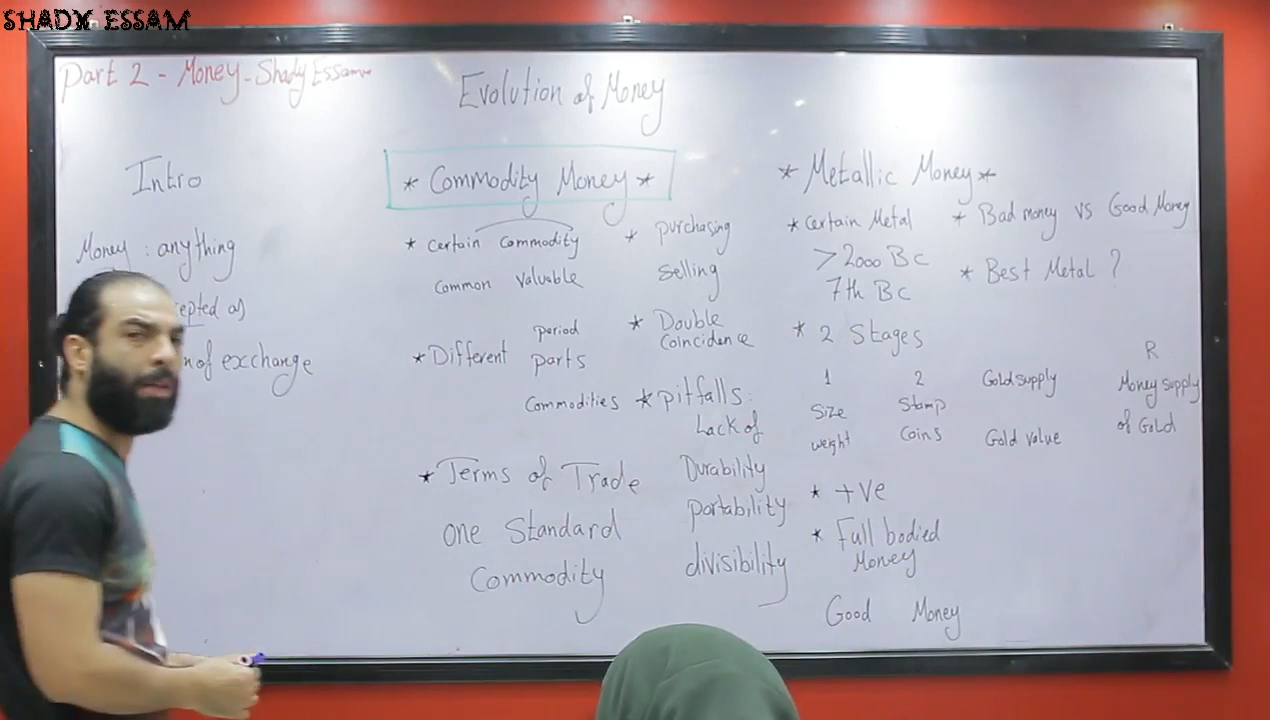 SHADX ESSAM
Part 2 - Money - Shady Essam
Evolution of Money
Intro
Money : anything
epted as
n of exchange
* Commodity Money *
* Certain Commodity
Common Valuable
* Different
period
parts
Commodities
* Terms of Trade
one Standard
Commodity
* purchasing
selling
* Double
Coincidence
* pitfalls:
Lack of
Durability
portability
divisibility
* Metallic Money *
* Certain Metal
> 2000 BC
7th BC
* 2 Stages
1
Size
weight
2
Stamp
Coins
* +ve
* Full bodied
Money
Good Money
* Bad money vs Good Money
* Best Metal ?
Gold supply
Gold value
R
Money supply
of Gold